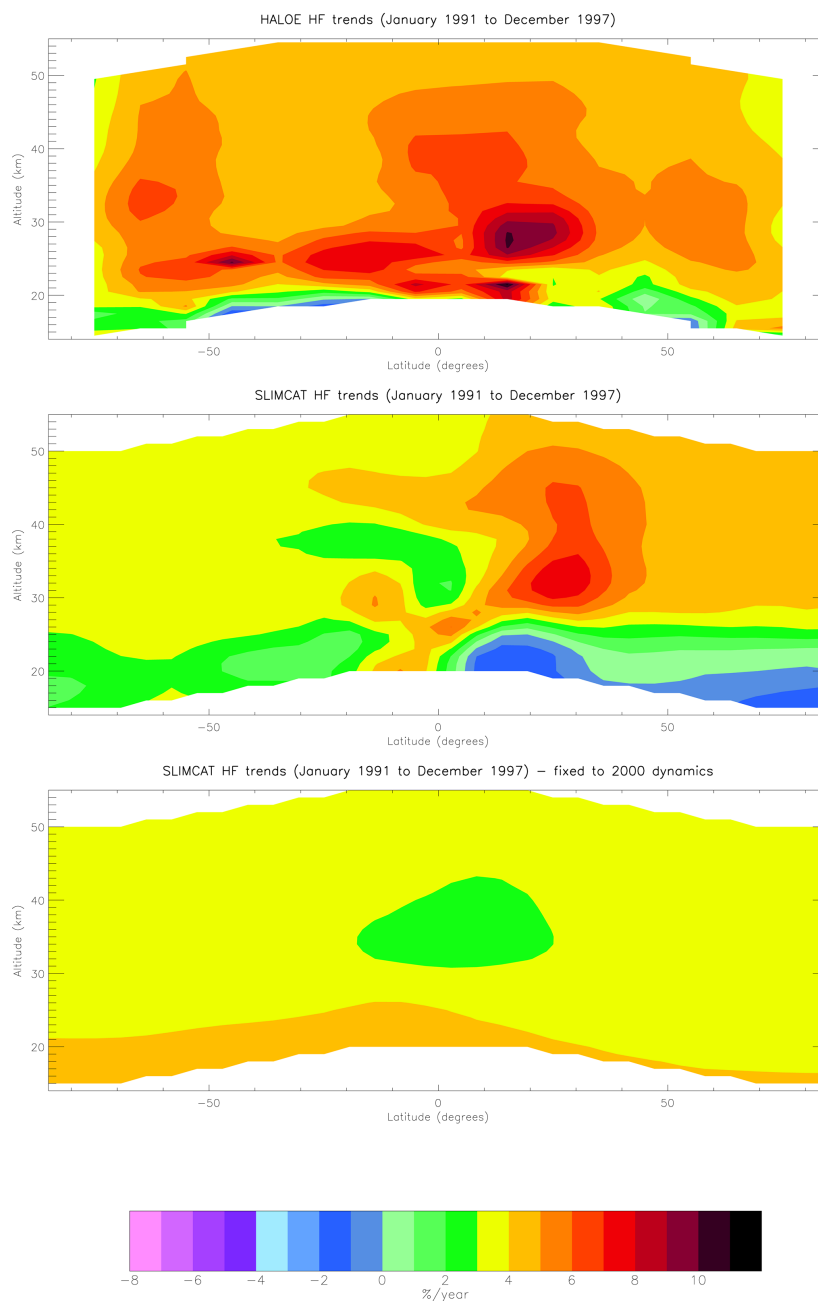 HALOE HF trends (January 1991 to December 1997)
50
40
30
20
Altitude (km)
−50
0
50
Latitude (degrees)
SLIMCAT HF trends (January 1991 to December 1997)
50
40
30
20
Altitude (km)
−50
0
50
Latitude (degrees)
SLIMCAT HF trends (January 1991 to December 1997) − fixed to 2000 dynamics
50
40
30
20
Altitude (km)
−50
0
50
Latitude (degrees)
−8 −6 −4 −2 0 2 4 6 8 10
%/year